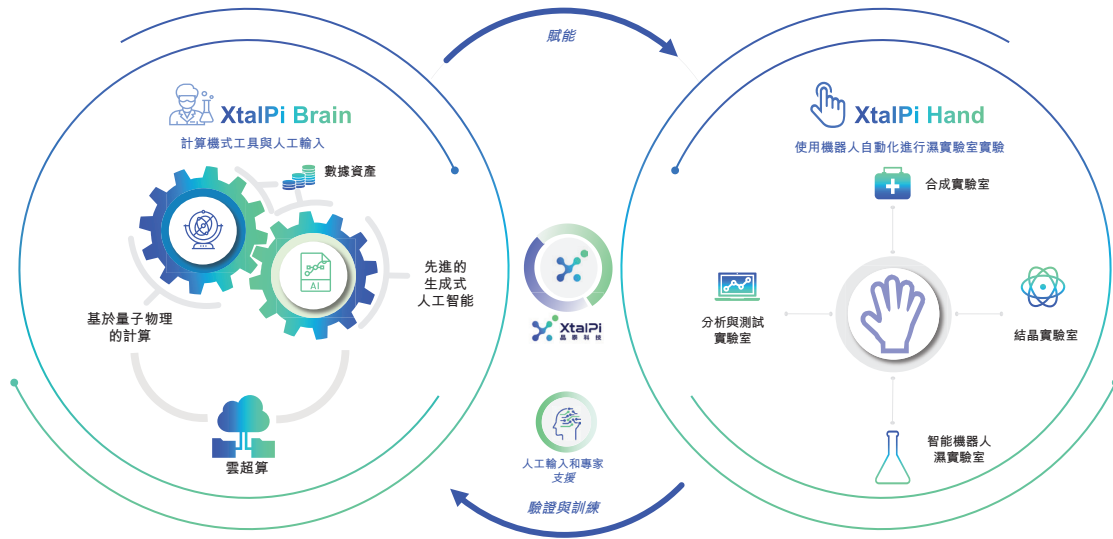 賦能
XtalPi Brain
計算機式工具與人工輸入
數據資產
AI
先進的
生成式
人工智能
基於量子物理
的計算
雲超算
XtalPi
晶泰科技
人工輸入和專家
支援
驗證與訓練
XtalPi Hand
使用機器人自動化進行濕實驗室實驗
合成實驗室
分析與測試
實驗室
結晶實驗室
智能機器人
濕實驗室